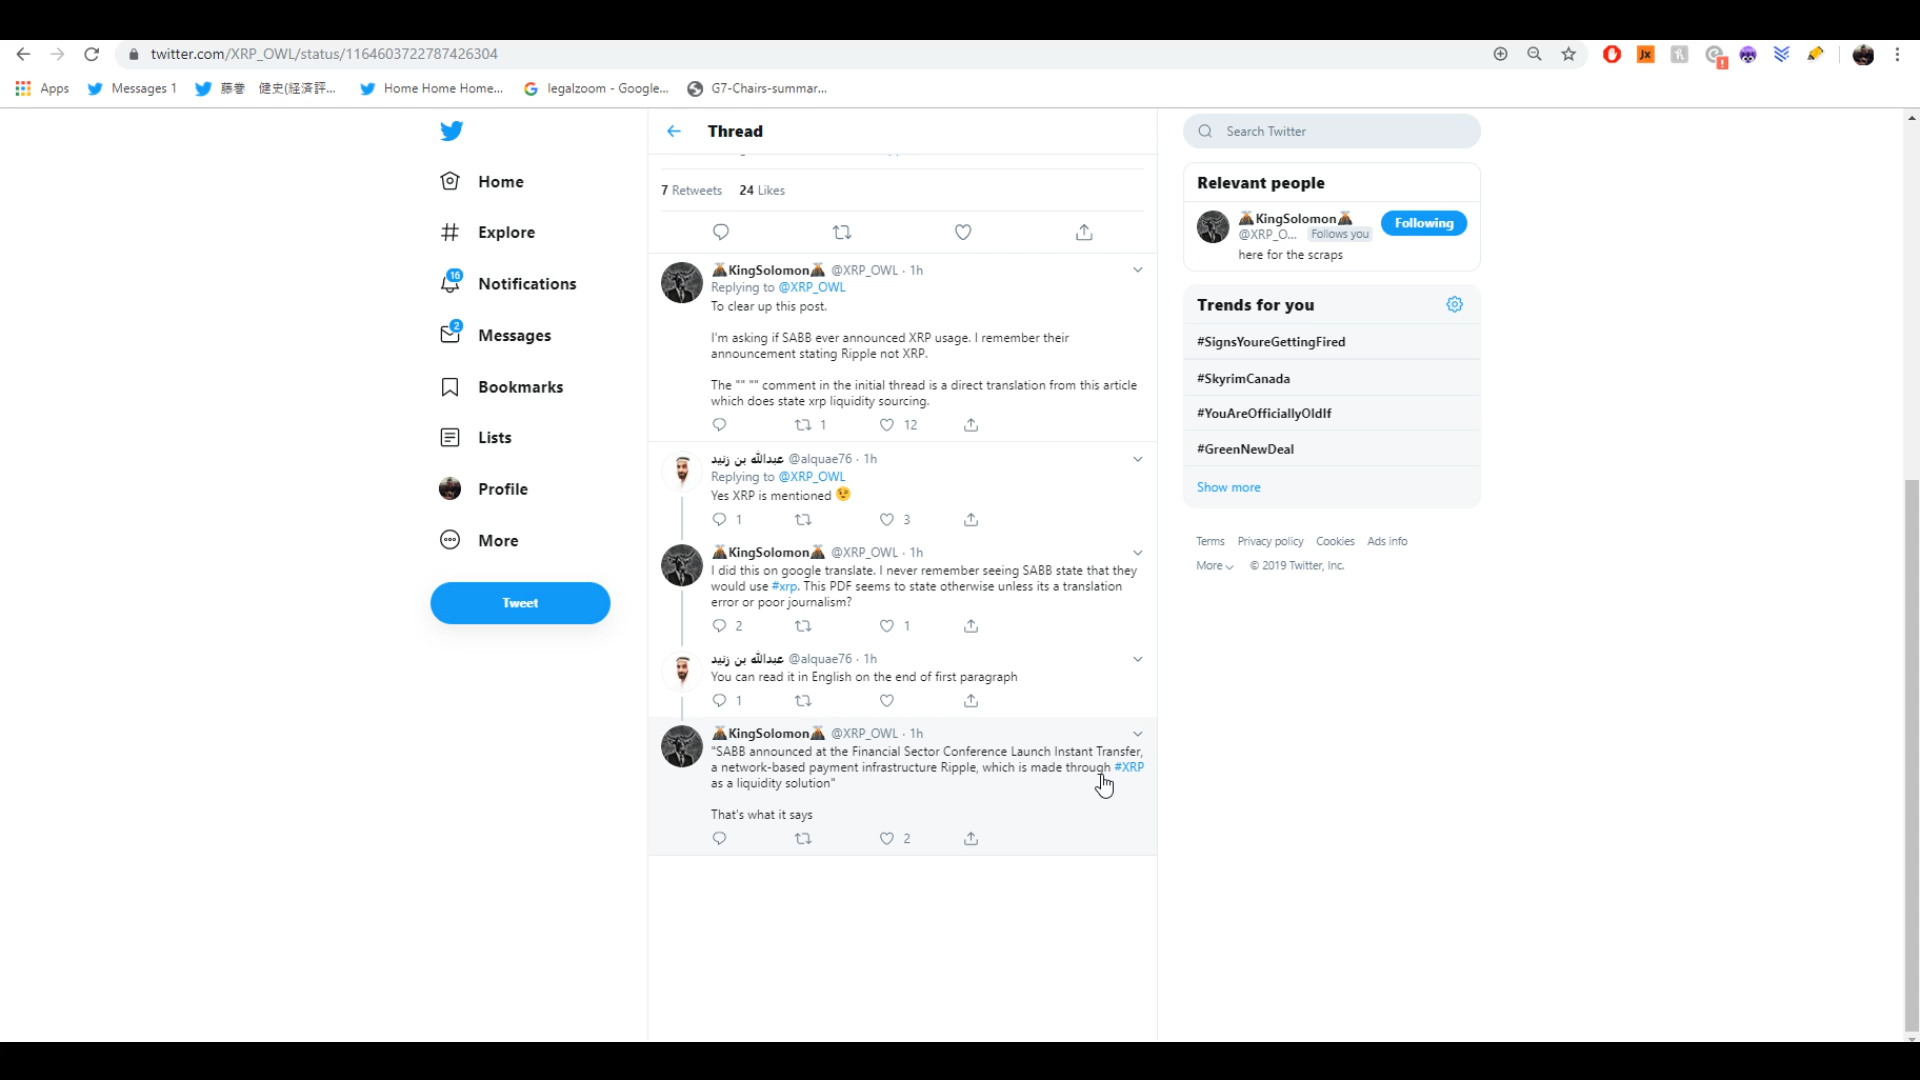 twitter.com/XRP_OWL/status/1164603722787426304
Apps
Messages 1
藤巻 健史(経済評...
Home Home Home...
legalzoom - Google...
G7-Chairs-summar...
Home
Explore
16
Notifications
2
Messages
Bookmarks
Lists
Profile
More
Tweet
Thread
7 Retweets 24 Likes
KingSolomon @XRP_OWL · 1h
Replying to @XRP_OWL
To clear up this post.
I'm asking if SABB ever announced XRP usage. I remember their
announcement stating Ripple not XRP.
The "" "" comment in the initial thread is a direct translation from this article
which does state xrp liquidity sourcing.
1 12
عبدالله بن زنيد @alquae76 · 1h
Replying to @XRP_OWL
Yes XRP is mentioned
1 3
KingSolomon @XRP_OWL · 1h
I did this on google translate. I never remember seeing SABB state that they
would use #xrp. This PDF seems to state otherwise unless its a translation
error or poor journalism?
2 1
عبدالله بن زنيد @alquae76 · 1h
You can read it in English on the end of first paragraph
1
KingSolomon @XRP_OWL · 1h
"SABB announced at the Financial Sector Conference Launch Instant Transfer,
a network-based payment infrastructure Ripple, which is made through #XRP
as a liquidity solution"
That's what it says
2
Search Twitter
Relevant people
KingSolomon
@XRP_O... Follows you
Following
here for the scraps
Trends for you
#SignsYoureGettingFired
#SkyrimCanada
#YouAreOfficiallyOldIf
#GreenNewDeal
Show more
Terms Privacy policy Cookies Ads info
More © 2019 Twitter, Inc.